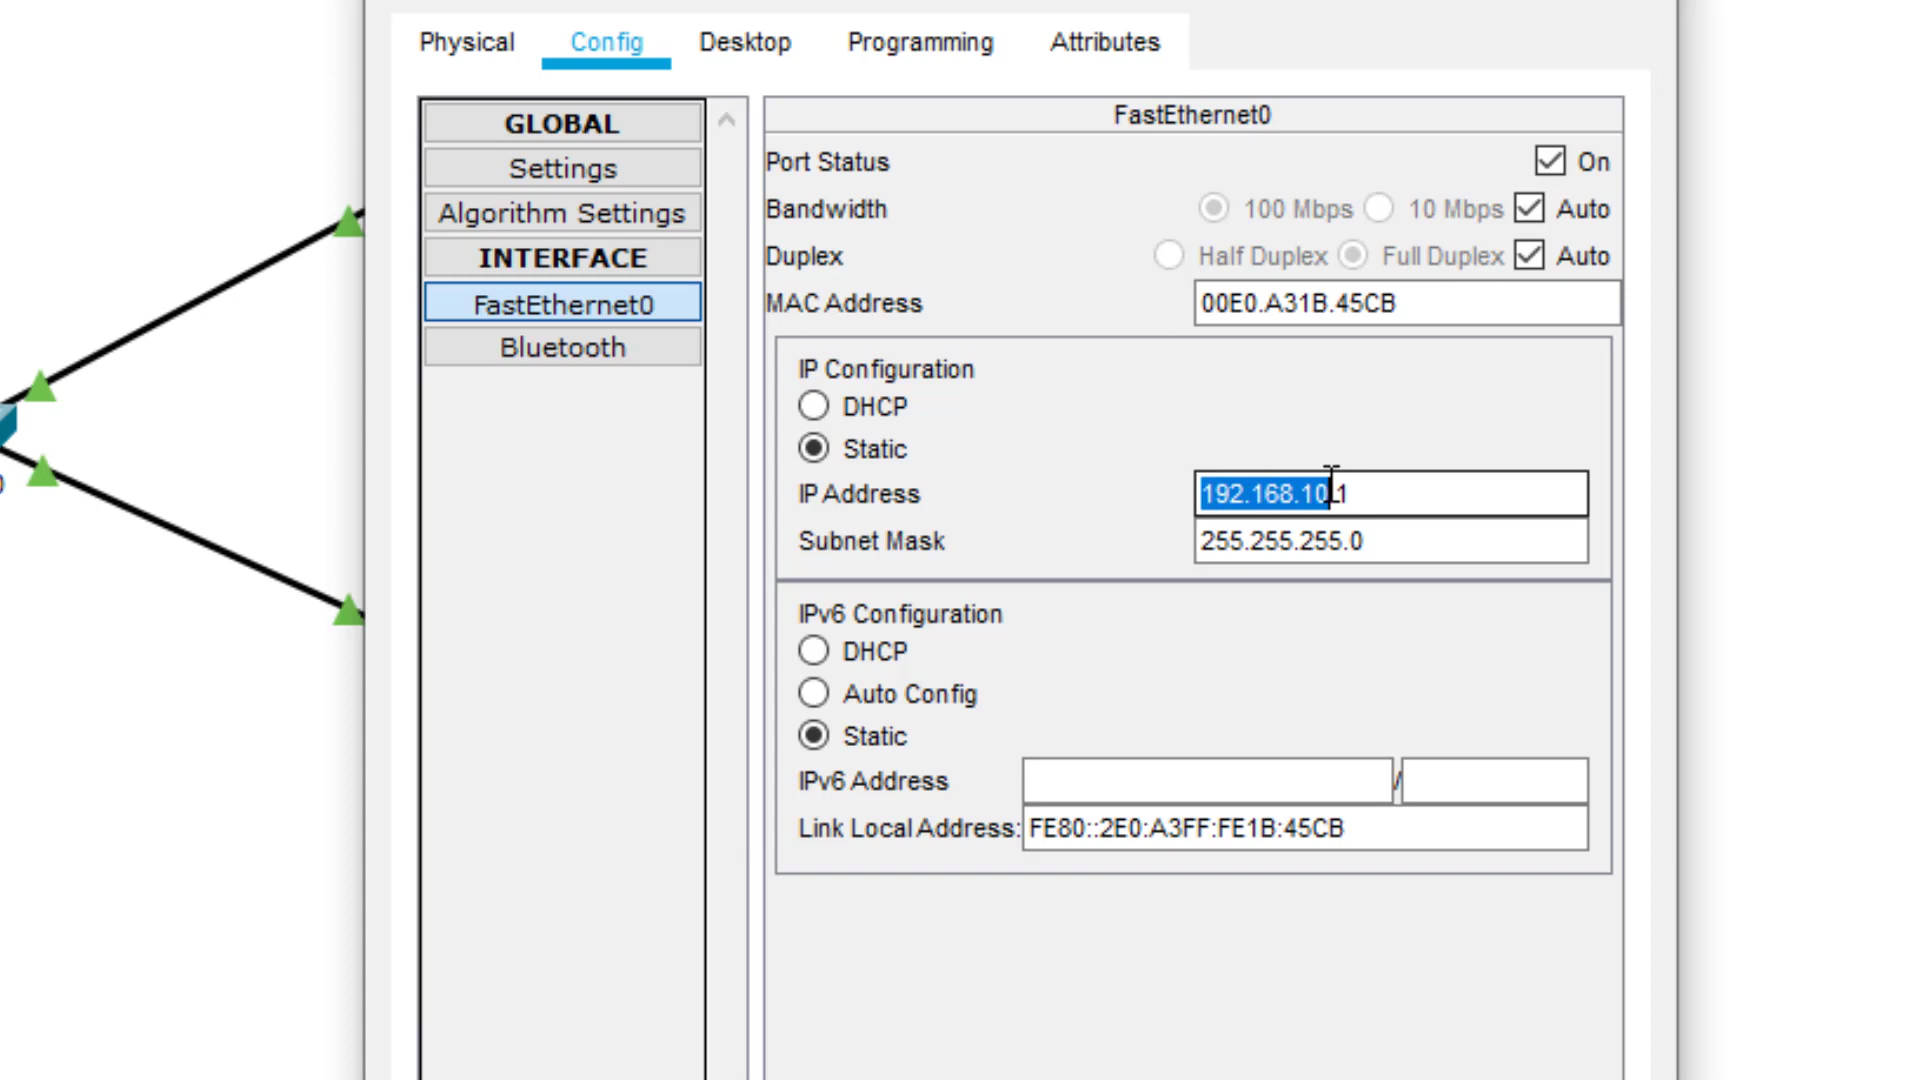 Physical Config Desktop Programming Attributes
GLOBAL
Settings
Algorithm Settings
INTERFACE
FastEthernet0
Bluetooth
FastEthernet0
Port Status On
Bandwidth 100 Mbps 10 Mbps Auto
Duplex Half Duplex Full Duplex Auto
MAC Address 00E0.A31B.45CB
IP Configuration
DHCP
Static
IP Address 192.168.10.1
Subnet Mask 255.255.255.0
IPv6 Configuration
DHCP
Auto Config
Static
IPv6 Address /
Link Local Address: FE80::2E0:A3FF:FE1B:45CB